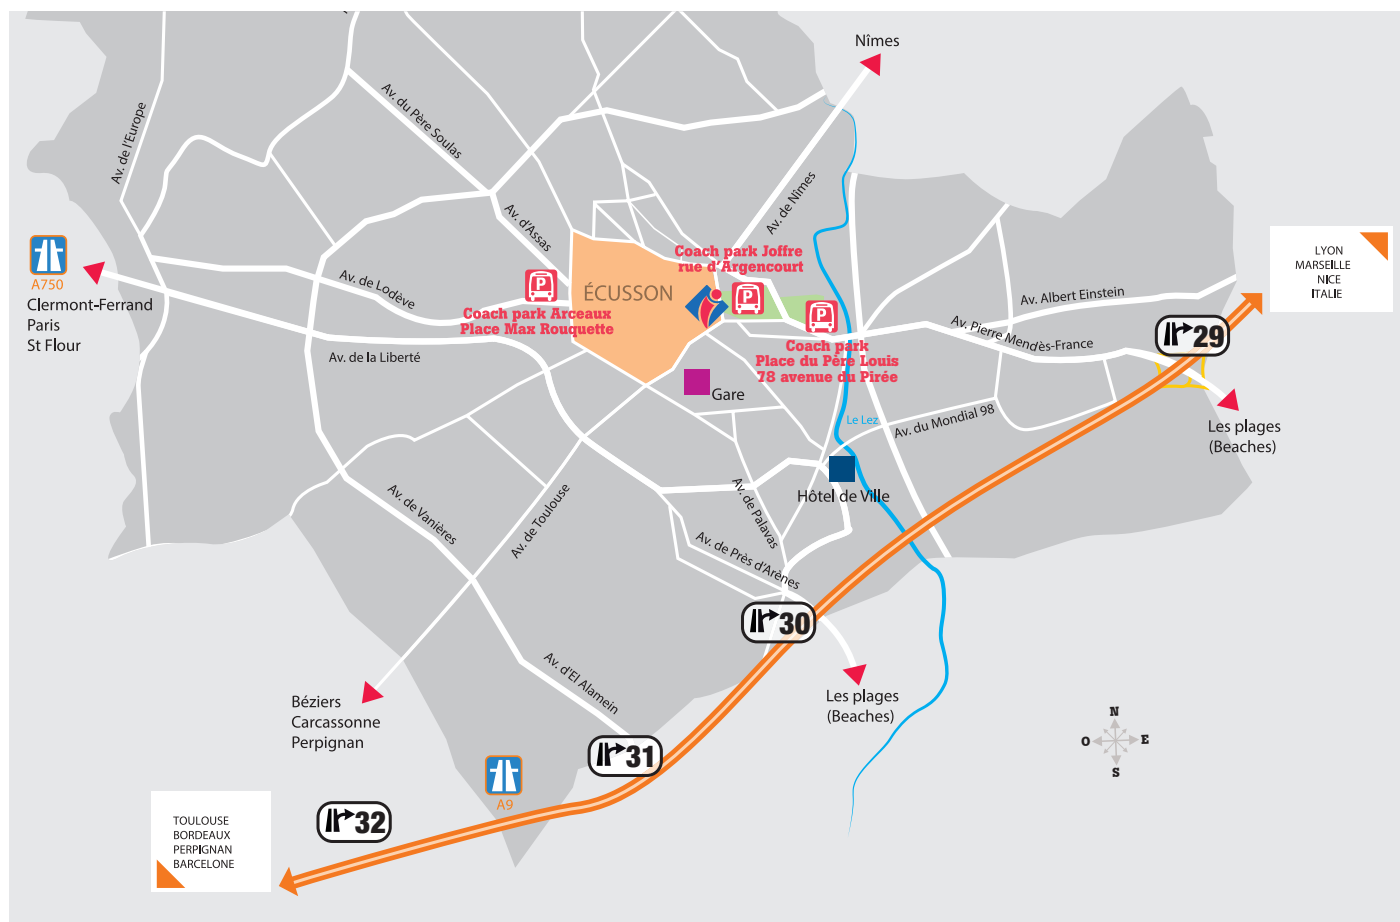 Nîmes
Av. de l'Europe
Av. du Père Soulas
Av. d'Assas
Av. de Nîmes
A750
Clermont-Ferrand
Paris
St Flour
Av. de Lodève
Coach park Joffre
rue d'Argencourt
P
P
P
ÉCUSSON
Coach park Arceaux
Place Max Rouquette
Av. de la Liberté
Coach park
Place du Père Louis
78 avenue du Pirée
LYON
MARSEILLE
NICE
ITALIE
Av. Albert Einstein
Av. Pierre Mendès-France
29
Les plages
(Beaches)
Gare
Le Lez
Av. du Mondial 98
Hôtel de Ville
Av. de Palavas
Av. de Près d'Arènes
Av. de Vanières
Av. de Toulouse
30
Les plages
(Beaches)
Av. d'El Alamein
Béziers
Carcassonne
Perpignan
31
N
O
E
S
A9
32
TOULOUSE
BORDEAUX
PERPIGNAN
BARCELONE